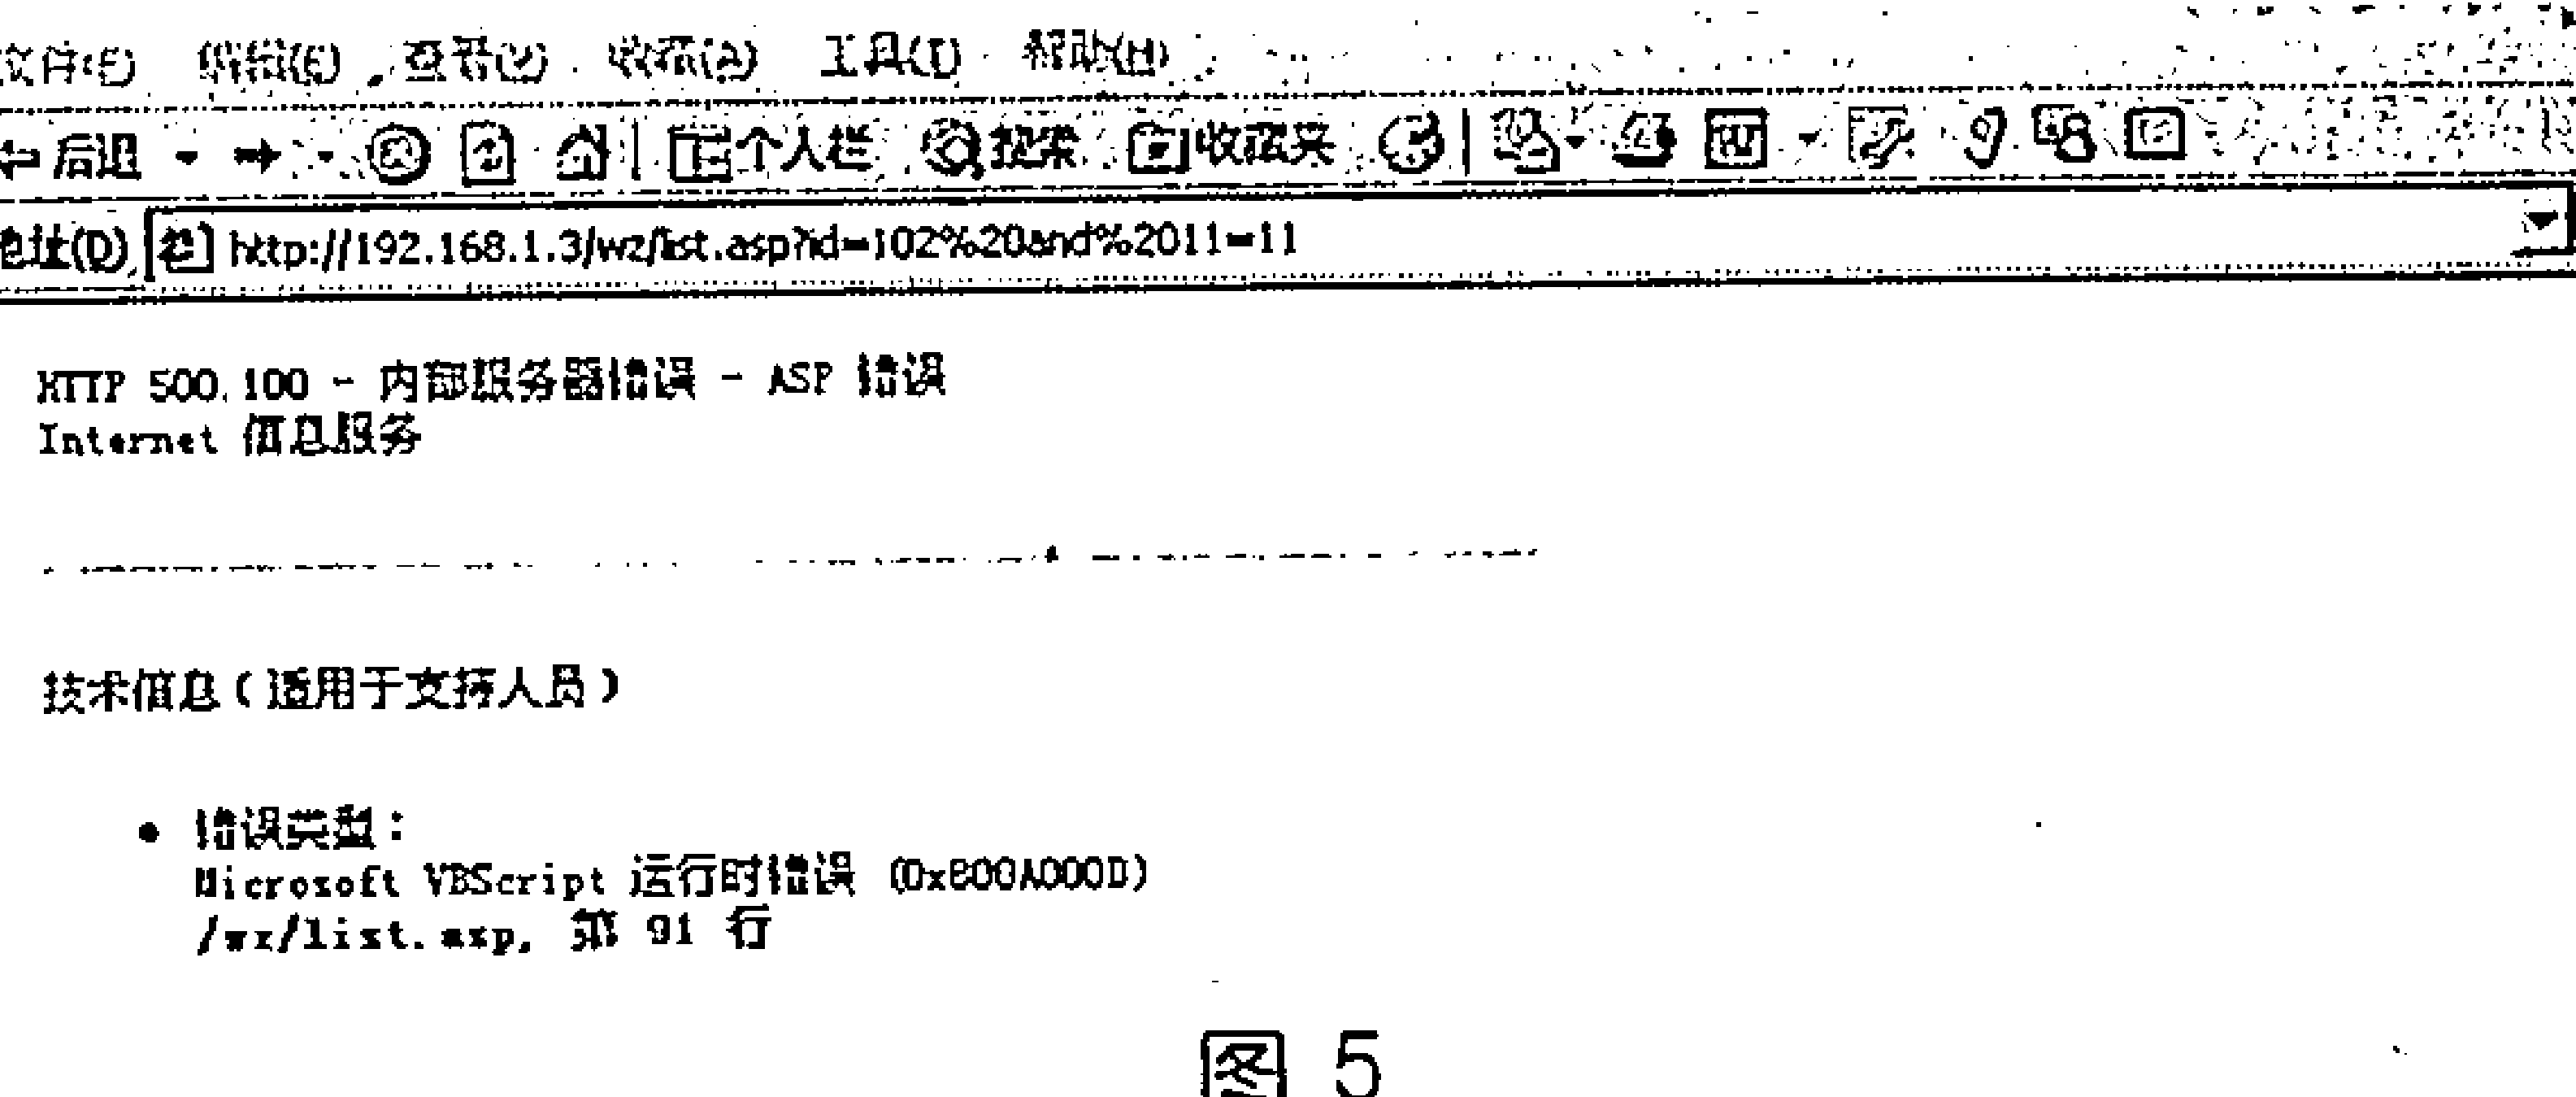 文件(F) 编辑(E) 查看(V) 收藏(A) 工具(T) 帮助(H)
后退 个人栏 搜索 收藏夹
地址(D) http://192.168.1.3/wz/list.asp?id=102%20and%2011=11
HTTP 500.100 - 内部服务器错误 - ASP 错误
Internet 信息服务
技术信息(适用于支持人员)
• 错误类型:
Microsoft VBScript 运行时错误 (0x800A000D)
/wz/list.asp, 第 91 行
图 5